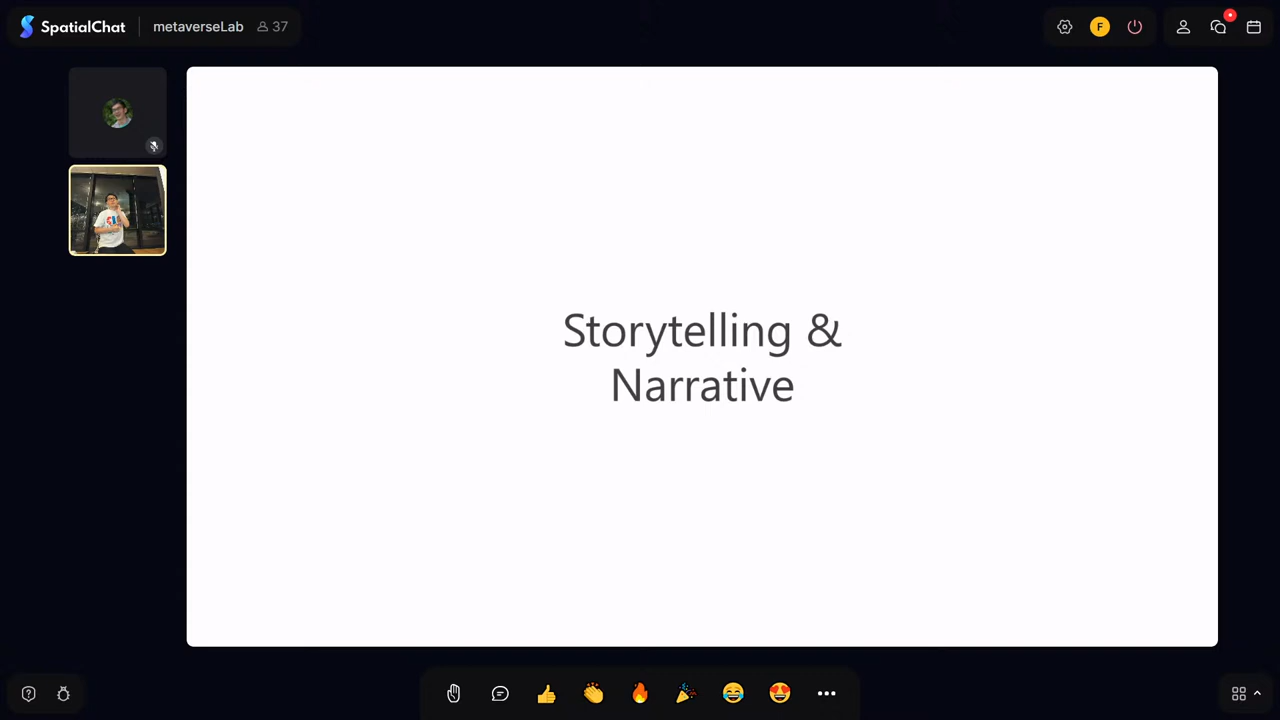 SpatialChat
metaverseLab
37
F
Storytelling &
Narrative